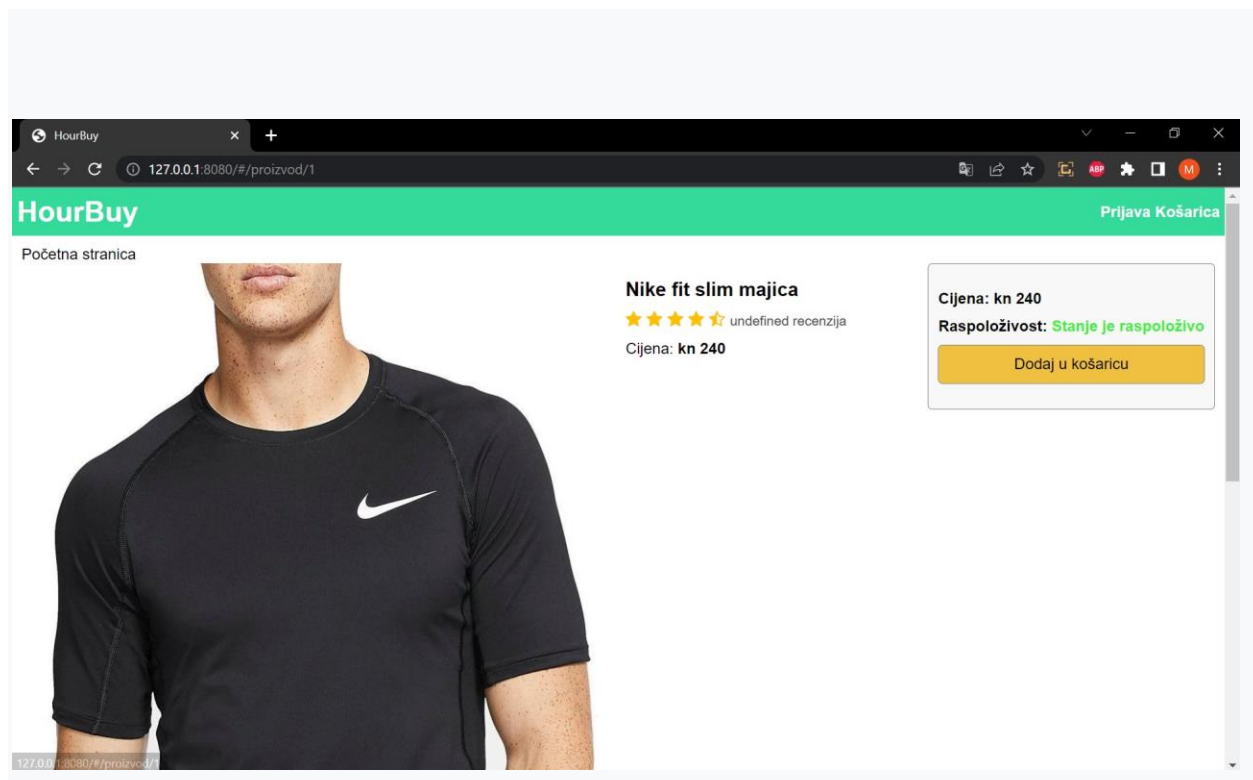 HourBuy
127.0.0.1:8080/#/proizvod/1
ABP
M
HourBuy
Prijava Košarica
Početna stranica
Nike fit slim majica
undefined recenzija
Cijena: kn 240
Cijena: kn 240
Raspoloživost: Stanje je raspoloživo
Dodaj u košaricu
127.0.0.1:8080/#/proizvod/1